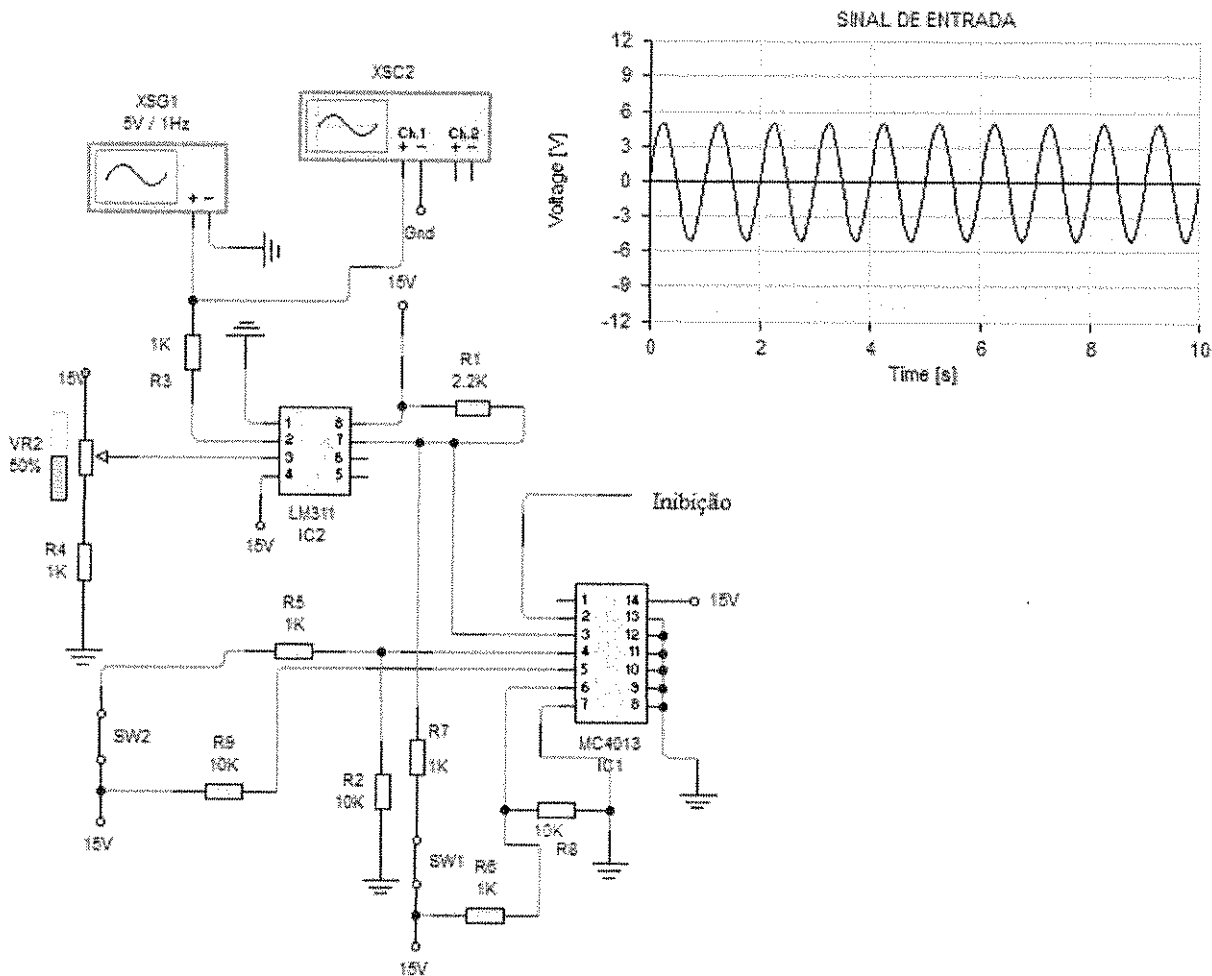 SINAL DE ENTRADA
12
9
6
3
0
-3
-6
-9
-12
Voltage [V]
0
2
4
6
8
10
Time [s]
XSC2
Ch.1
Ch.2
+ -
+ -
Gnd
XSG1
5V / 1Hz
+ -
15V
1K
R3
R1
2.2K
15V
VR2
50%
1
2
3
4
8
7
6
5
LM311
IC2
15V
R4
1K
Inibição
1
2
3
4
5
6
7
14
13
12
11
10
9
8
15V
MC4013
IC1
R5
1K
SW2
R9
10K
15V
R2
10K
R7
1K
SW1
R6
1K
15V
10K
R8